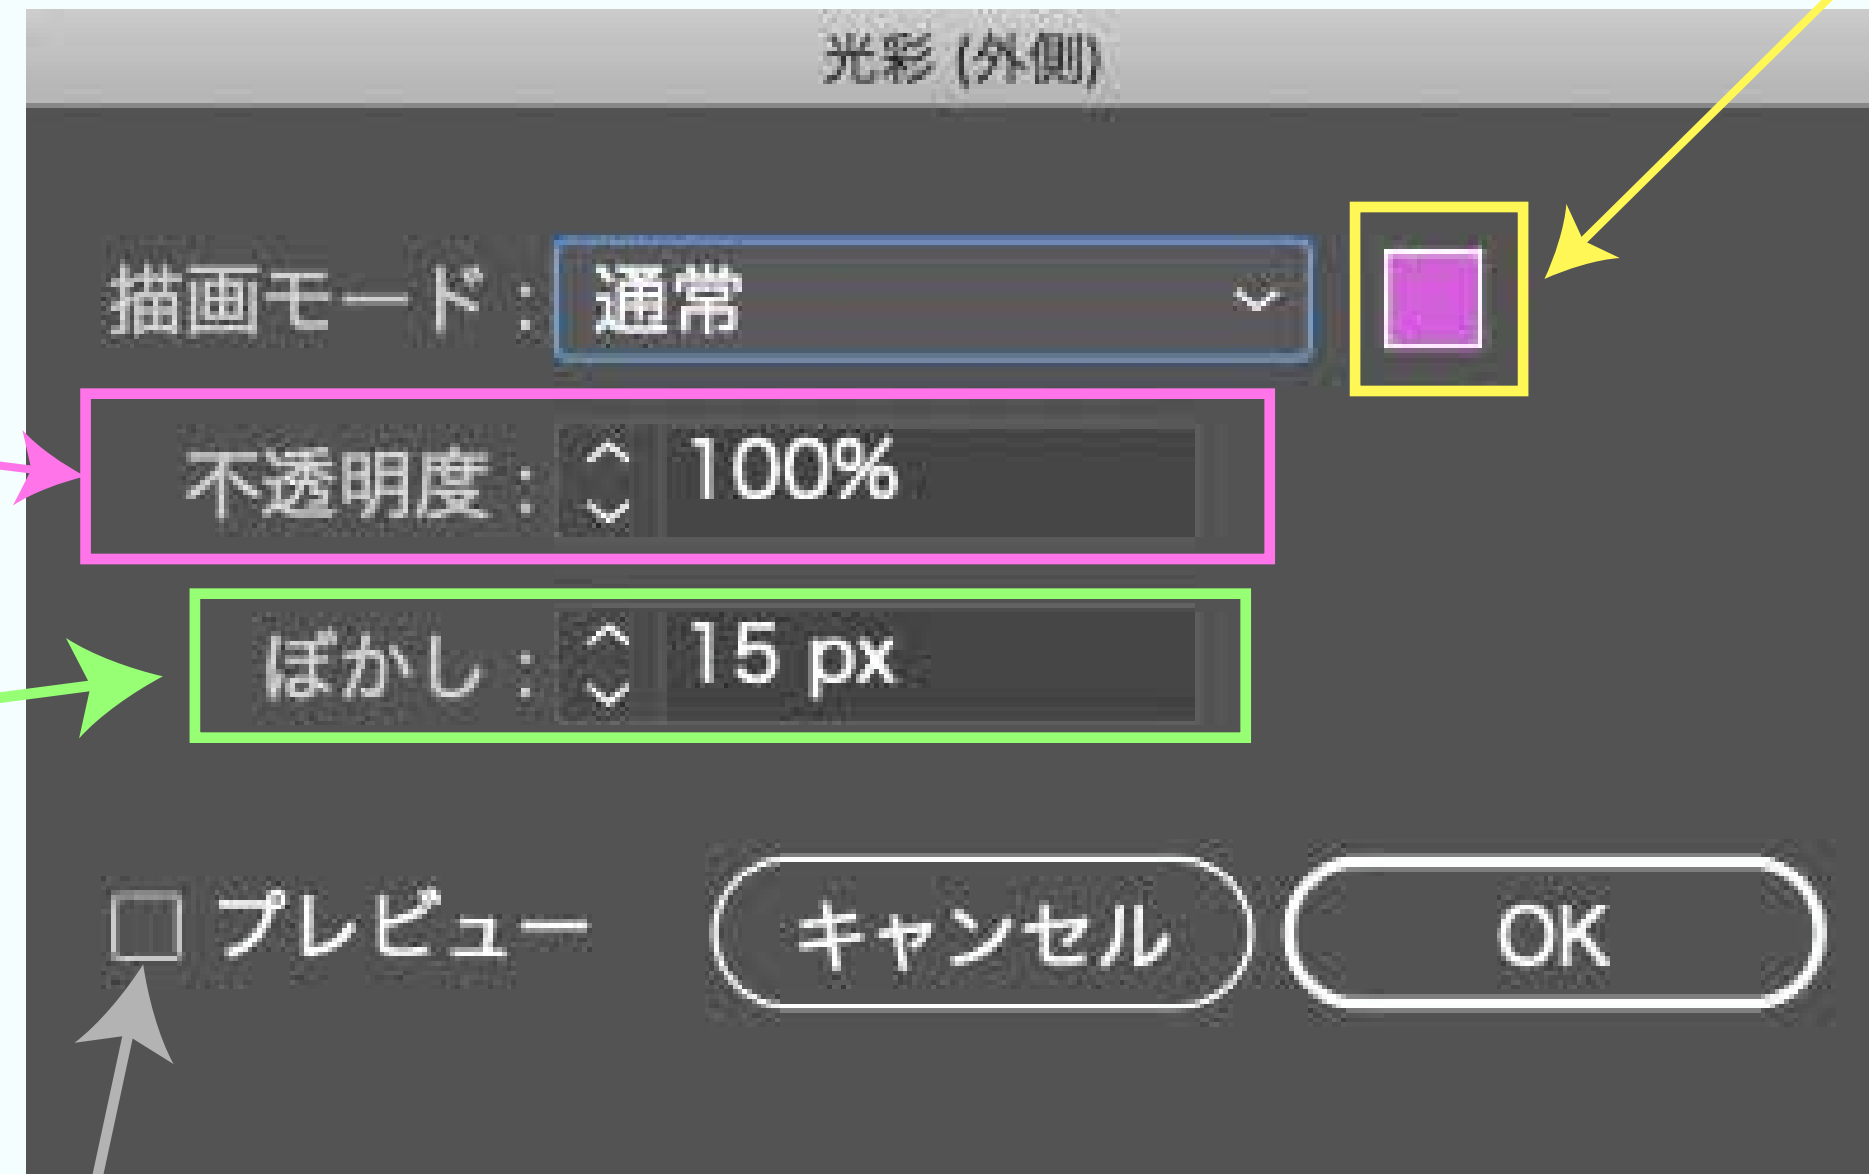 光彩 (外側)
描画モード : 通常
不透明度 : 100%
ぼかし : 15 px
プレビュー キャンセル OK